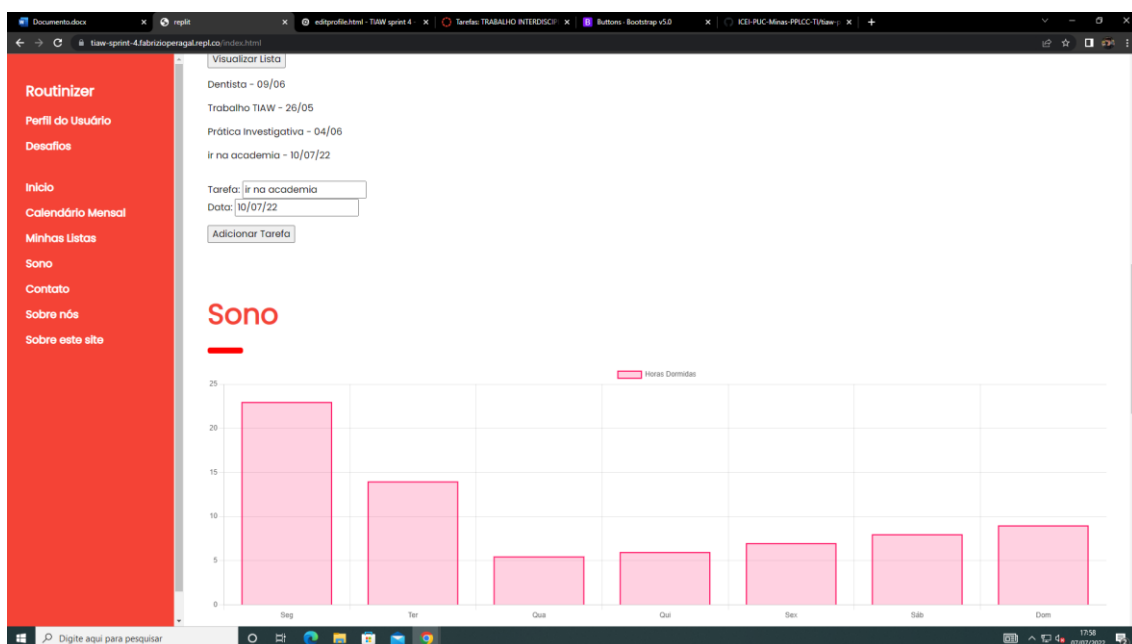 Documento.docx
replit
editprofile.html - TIAW sprint 4 -
Tarefas: TRABALHO INTERDISCIPL
Buttons · Bootstrap v5.0
ICEI-PUC-Minas-PPLCC-TI/tiaw-p
tiaw-sprint-4.fabrizioperagal.repl.co/index.html
Routinizer
Perfil do Usuário
Desafios
Inicio
Calendário Mensal
Minhas Listas
Sono
Contato
Sobre nós
Sobre este site
Visualizar Lista
Dentista - 09/06
Trabalho TIAW - 26/05
Prática Investigativa - 04/06
ir na academia - 10/07/22
Tarefa: ir na academia
Data: 10/07/22
Adicionar Tarefa
Sono
Horas Dormidas
25
20
15
10
5
0
Seg Ter Qua Qui Sex Sáb Dom
Digite aqui para pesquisar
17:58
07/07/2022